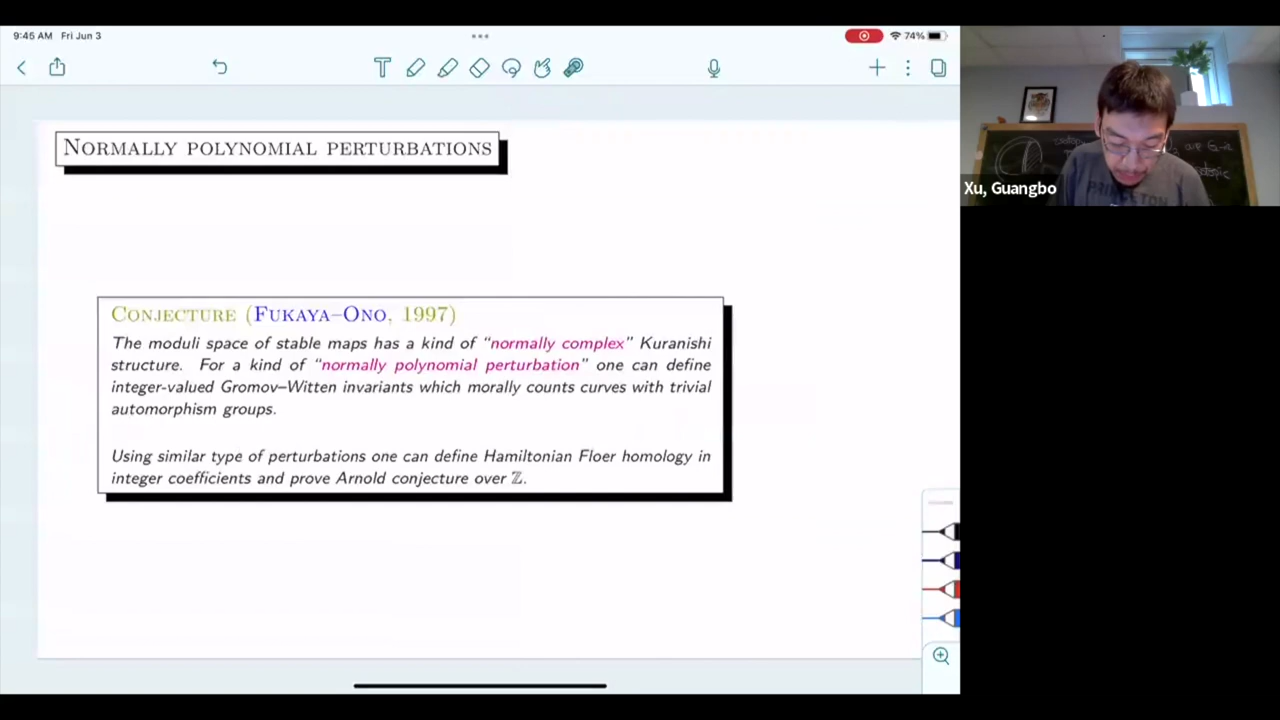 9:45 AM Fri Jun 3
74%
NORMALLY POLYNOMIAL PERTURBATIONS
CONJECTURE (FUKAYA–ONO, 1997)
The moduli space of stable maps has a kind of “normally complex” Kuranishi
structure. For a kind of “normally polynomial perturbation” one can define
integer-valued Gromov–Witten invariants which morally counts curves with trivial
automorphism groups.
Using similar type of perturbations one can define Hamiltonian Floer homology in
integer coefficients and prove Arnold conjecture over ℤ.
PRINCETON
Xu, Guangbo